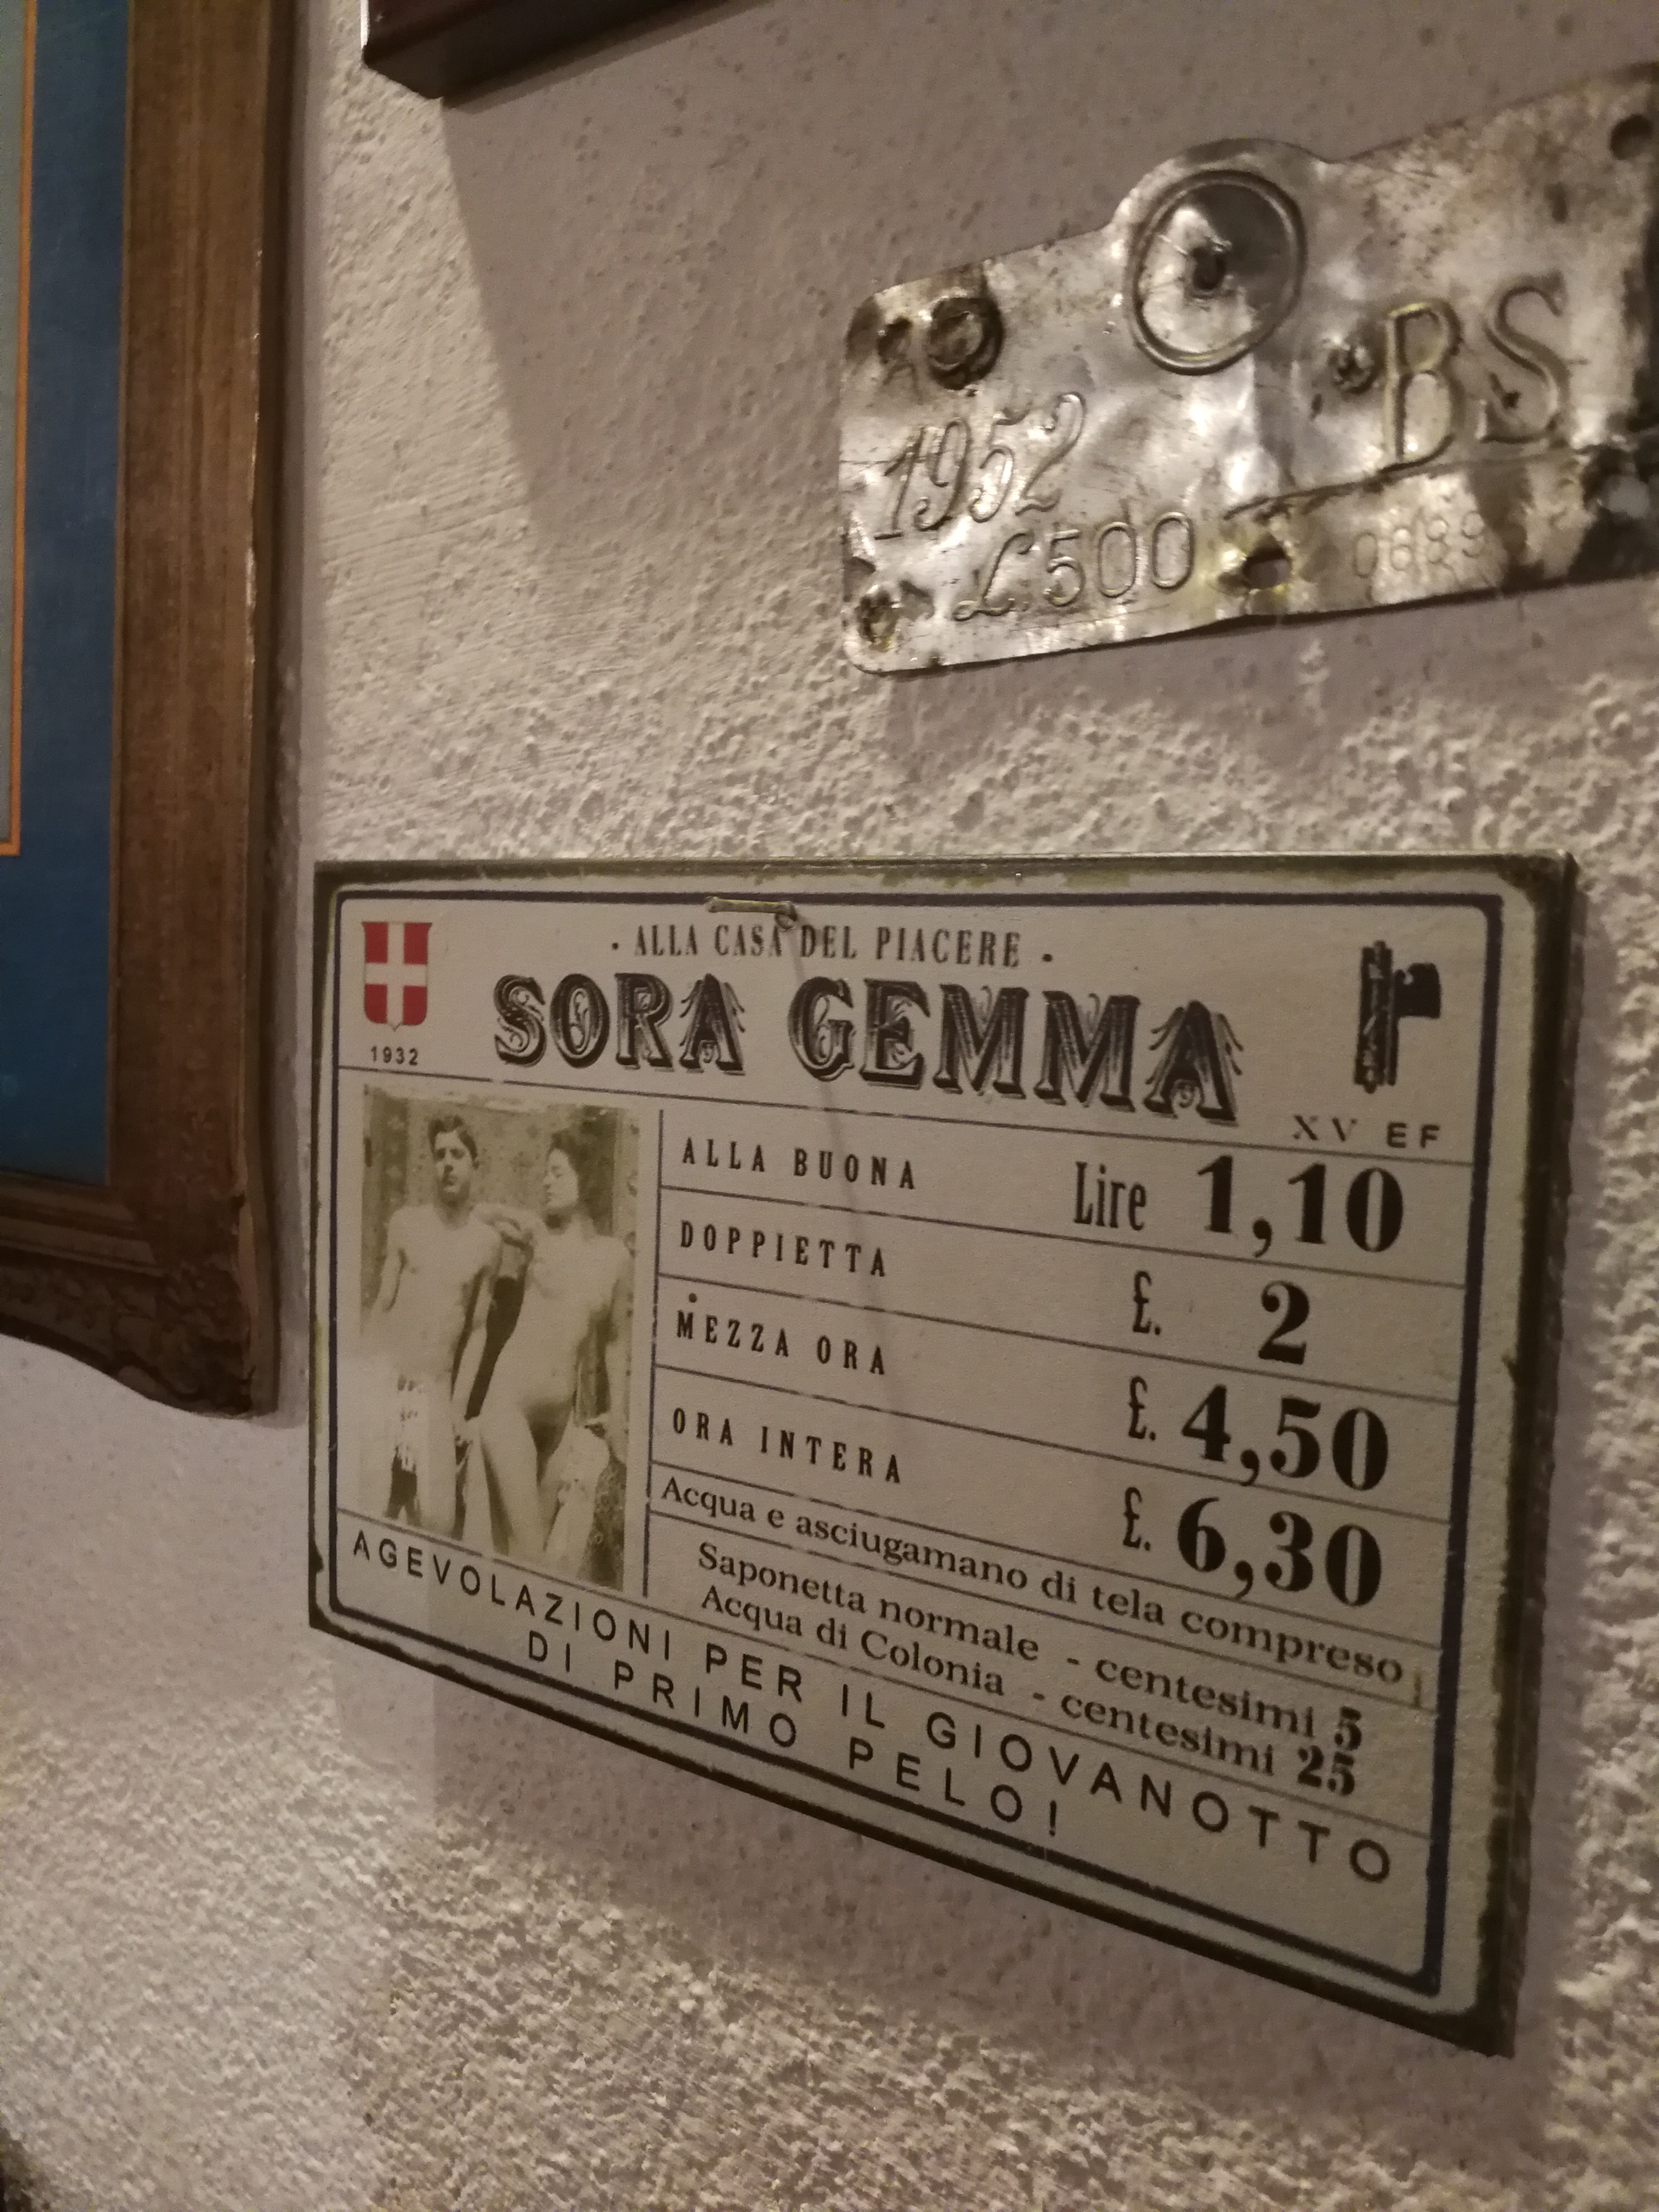 1952
BS
L.500
· ALLA CASA DEL PIACERE ·
SORA GEMMA
1932
XV EF
ALLA BUONA Lire 1,10
DOPPIETTA £. 2
MEZZA ORA £. 4,50
ORA INTERA £. 6,30
Acqua e asciugamano di tela compreso
Saponetta normale - centesimi 5
Acqua di Colonia - centesimi 25
AGEVOLAZIONI PER IL GIOVANOTTO
DI PRIMO PELO!